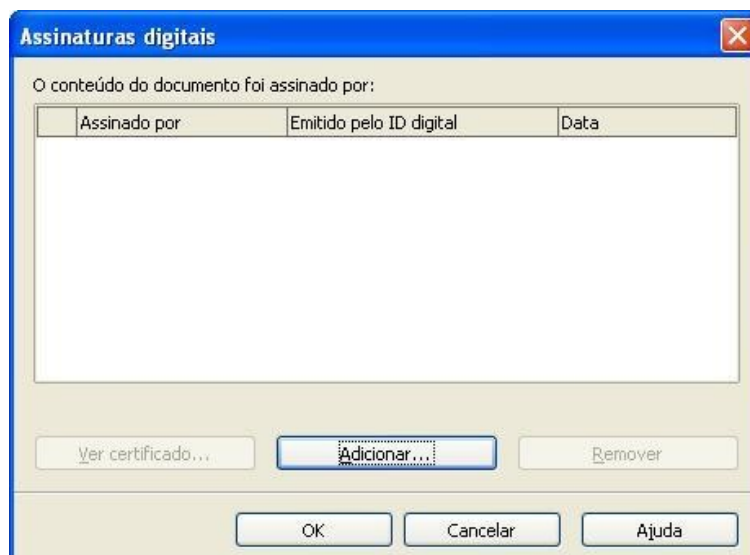 Assinaturas digitais
O conteúdo do documento foi assinado por:
Assinado por Emitido pelo ID digital Data
Ver certificado... Adicionar... Remover
OK Cancelar Ajuda